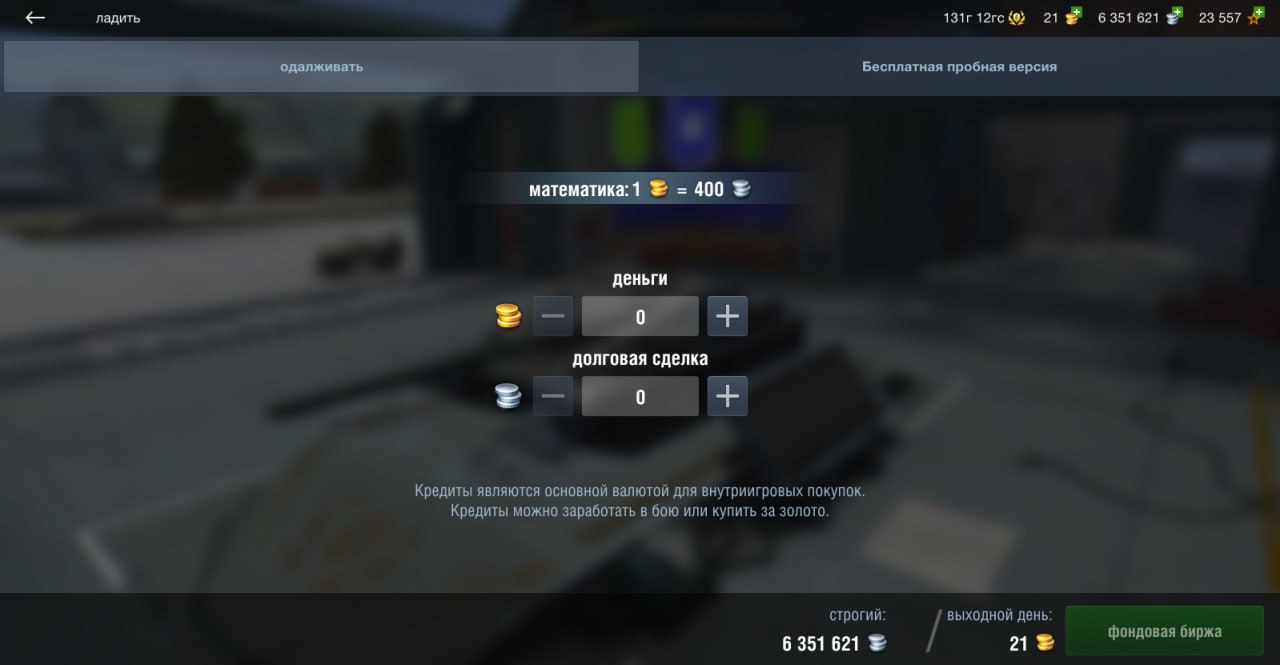 ладить
131г 12гс 21 6 351 621 23 557
одалживать
Бесплатная пробная версия
математика: 1 = 400
деньги
0
долговая сделка
0
Кредиты являются основной валютой для внутриигровых покупок.
Кредиты можно заработать в бою или купить за золото.
строгий:
6 351 621
выходной день:
21
фондовая биржа